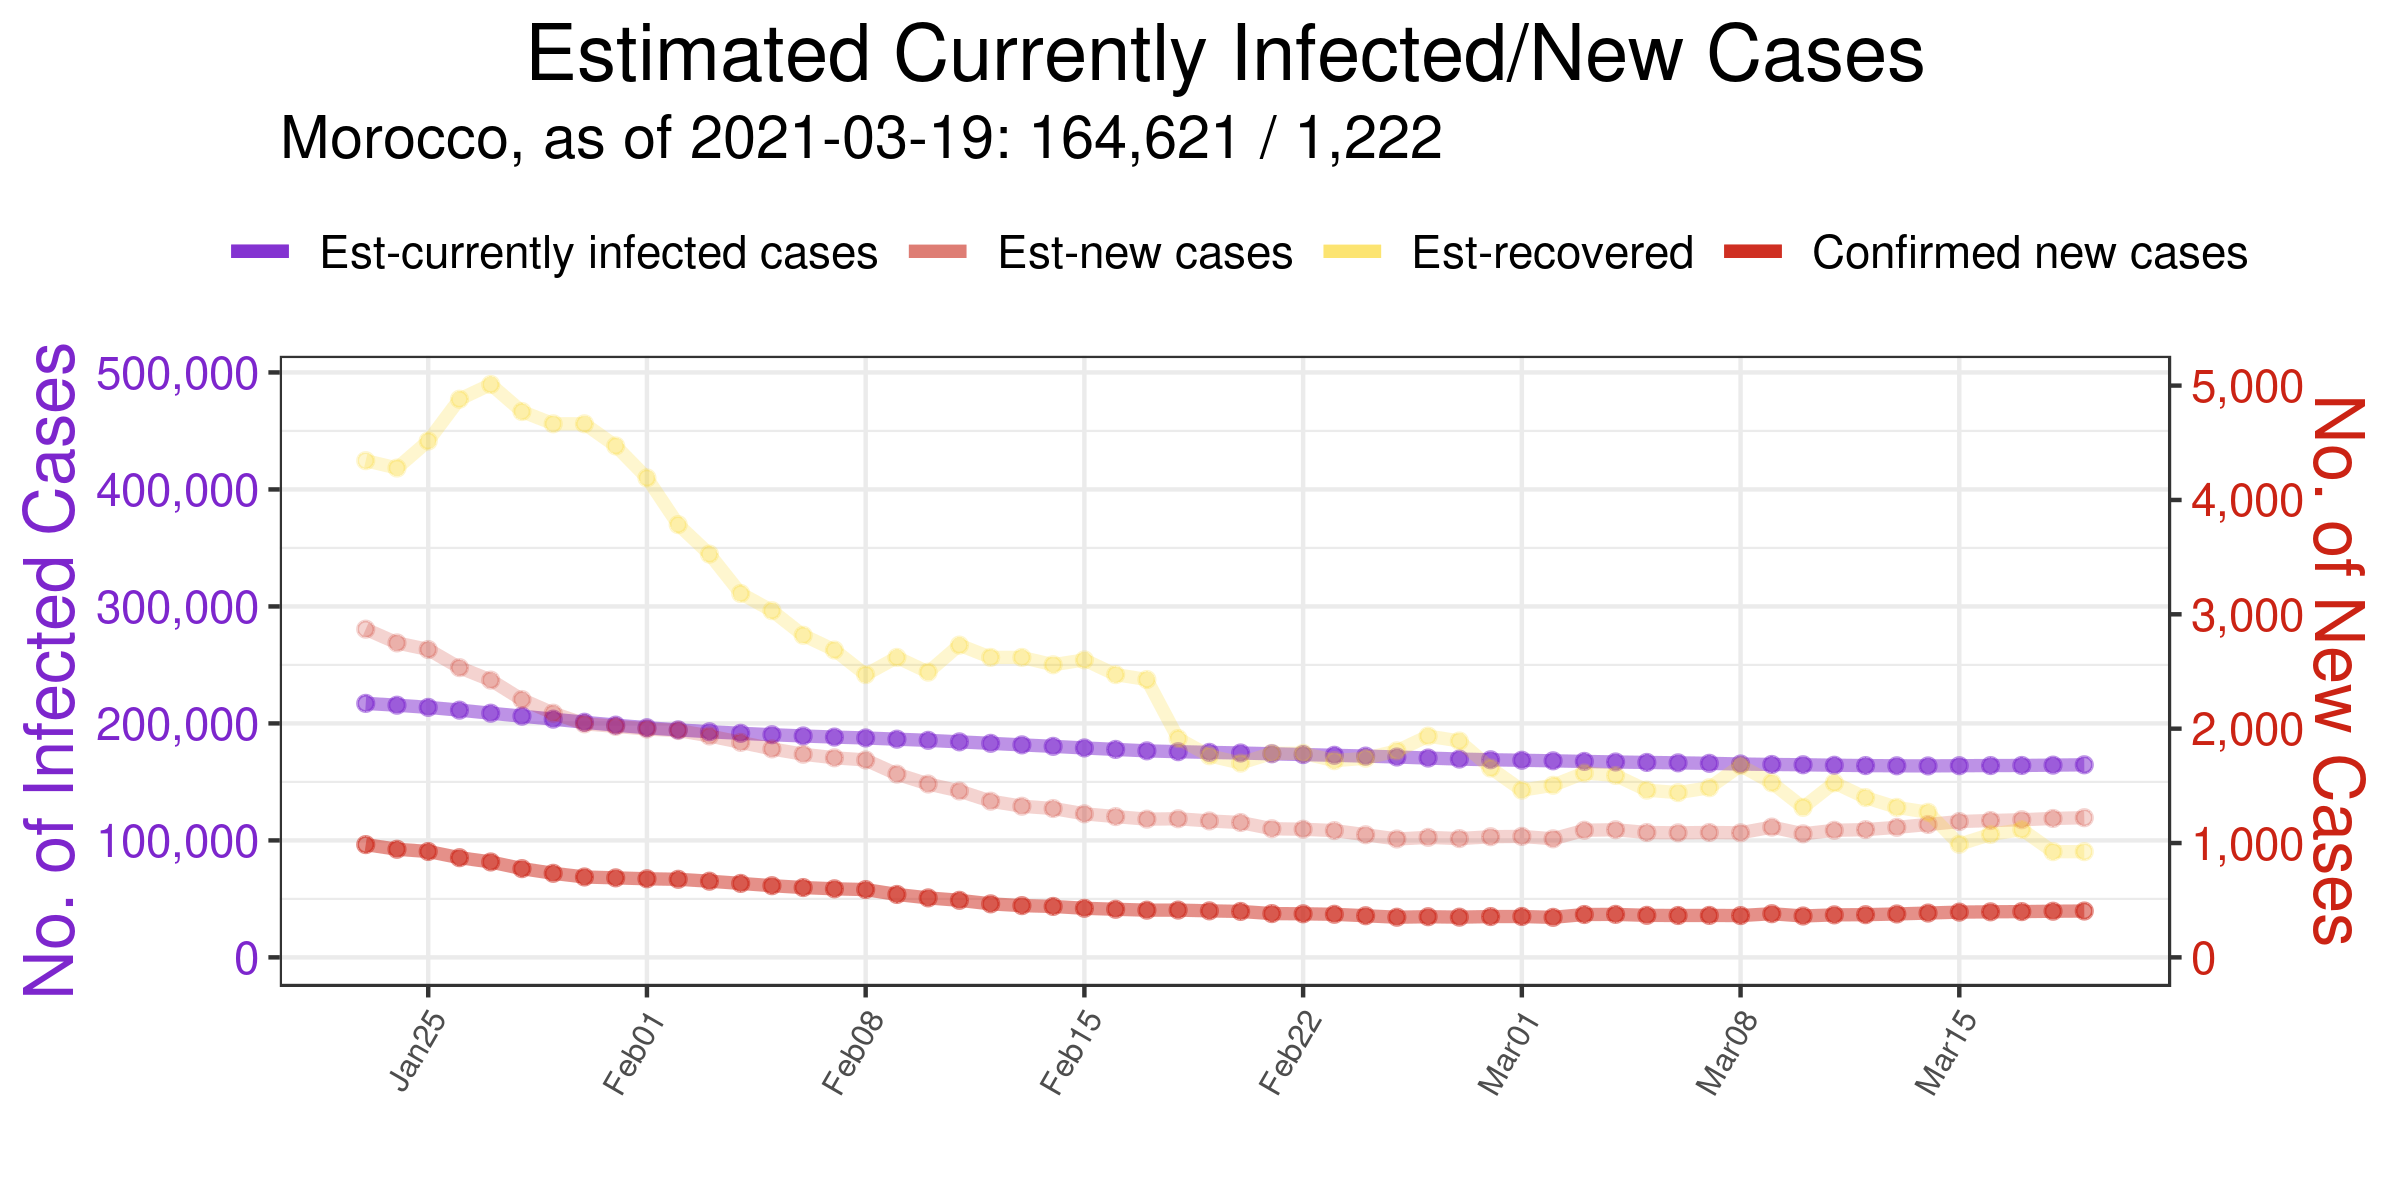 Estimated Currently Infected/New Cases
Morocco, as of 2021-03-19: 164,621 / 1,222
Est-currently infected cases
Est-new cases
Est-recovered
Confirmed new cases
No. of Infected Cases
500,000
400,000
300,000
200,000
100,000
0
5,000
4,000
3,000
2,000
1,000
0
No. of New Cases
Jan25
Feb01
Feb08
Feb15
Feb22
Mar01
Mar08
Mar15